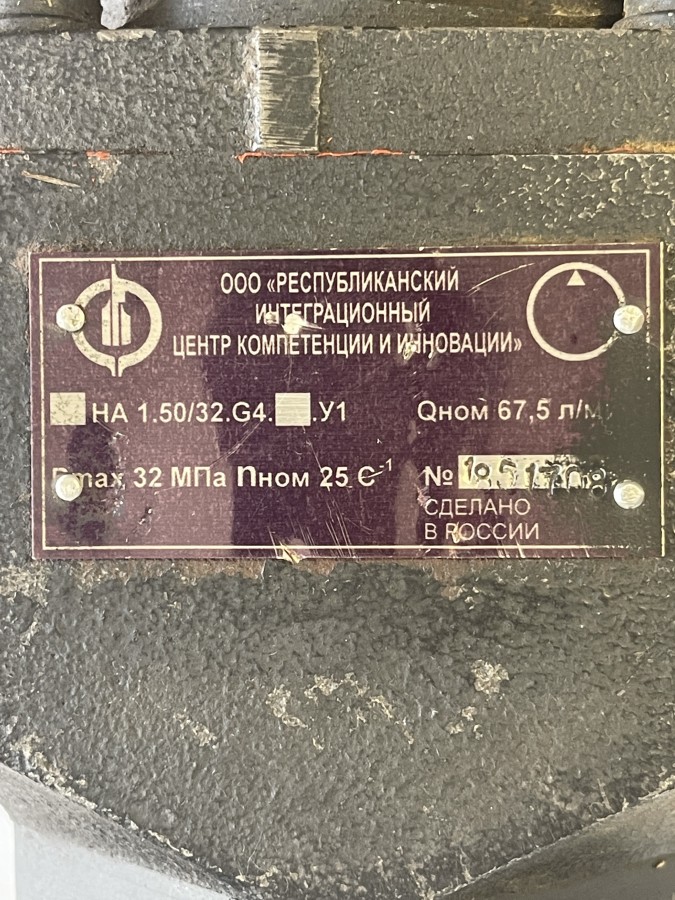 ООО «РЕСПУБЛИКАНСКИЙ
ИНТЕГРАЦИОННЫЙ
ЦЕНТР КОМПЕТЕНЦИИ И ИННОВАЦИИ»
НА 1.50/32.G4. .У1
Qном 67,5 л/м
Pmax 32 МПа nном 25 С⁻¹
№
СДЕЛАНО
В РОССИИ